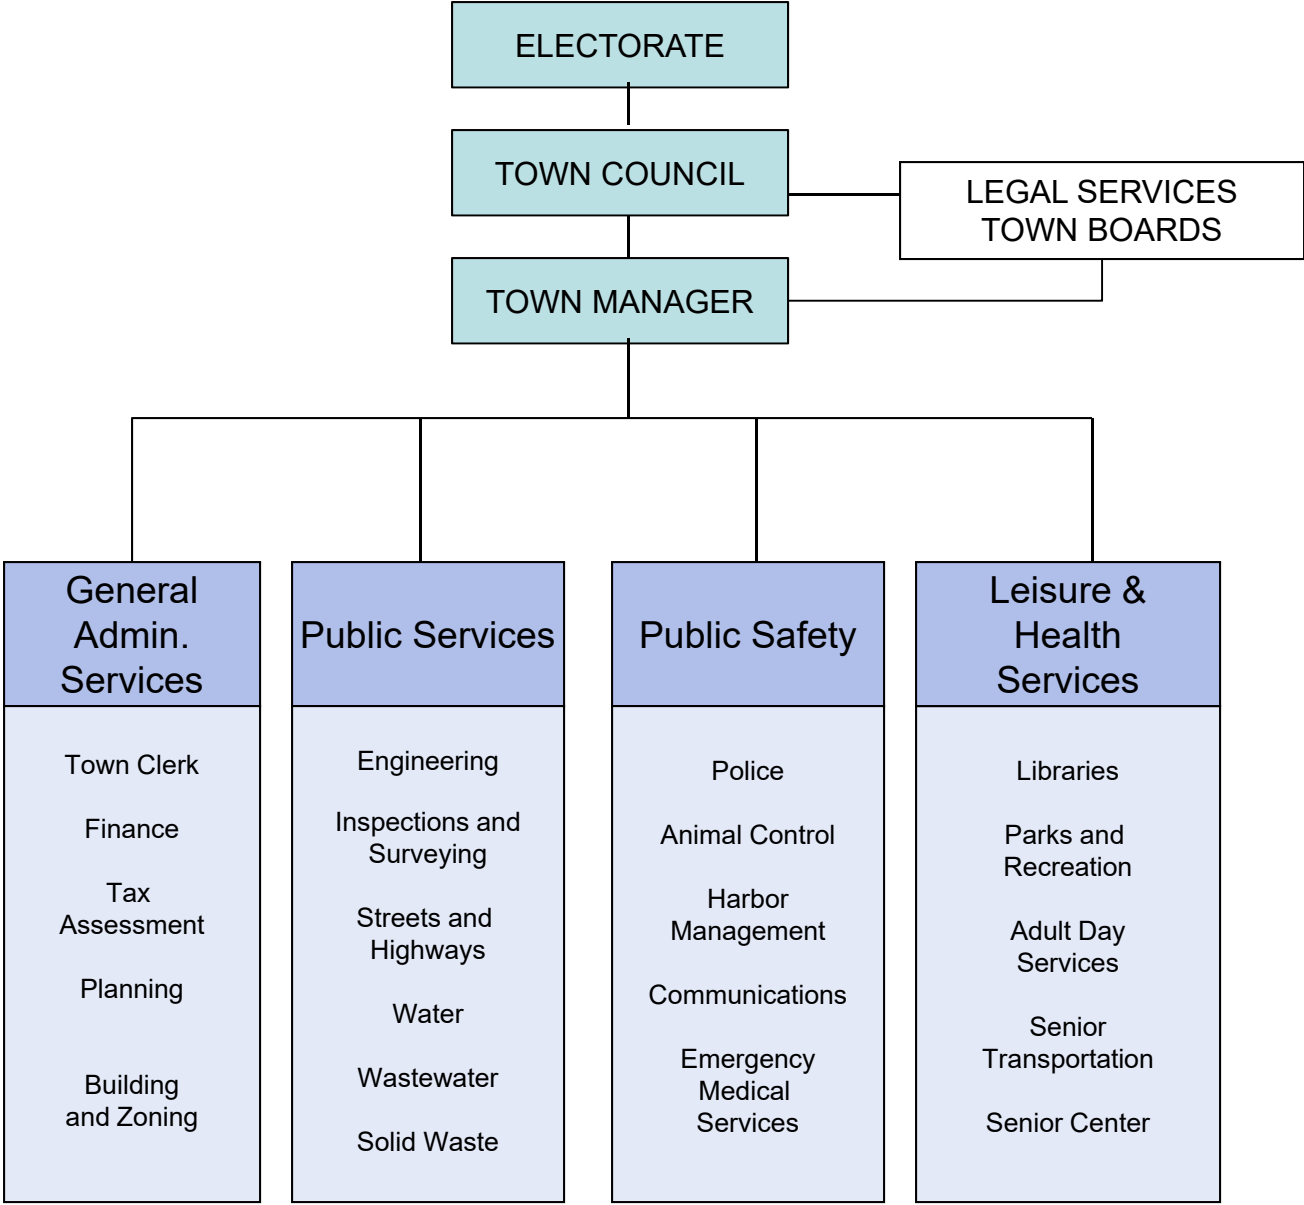 ELECTORATE
TOWN COUNCIL
LEGAL SERVICES
TOWN BOARDS
TOWN MANAGER
General
Admin.
Services
Town Clerk
Finance
Tax
Assessment
Planning
Building
and Zoning
Public Services
Engineering
Inspections and
Surveying
Streets and
Highways
Water
Wastewater
Solid Waste
Public Safety
Police
Animal Control
Harbor
Management
Communications
Emergency
Medical
Services
Leisure &
Health
Services
Libraries
Parks and
Recreation
Adult Day
Services
Senior
Transportation
Senior Center